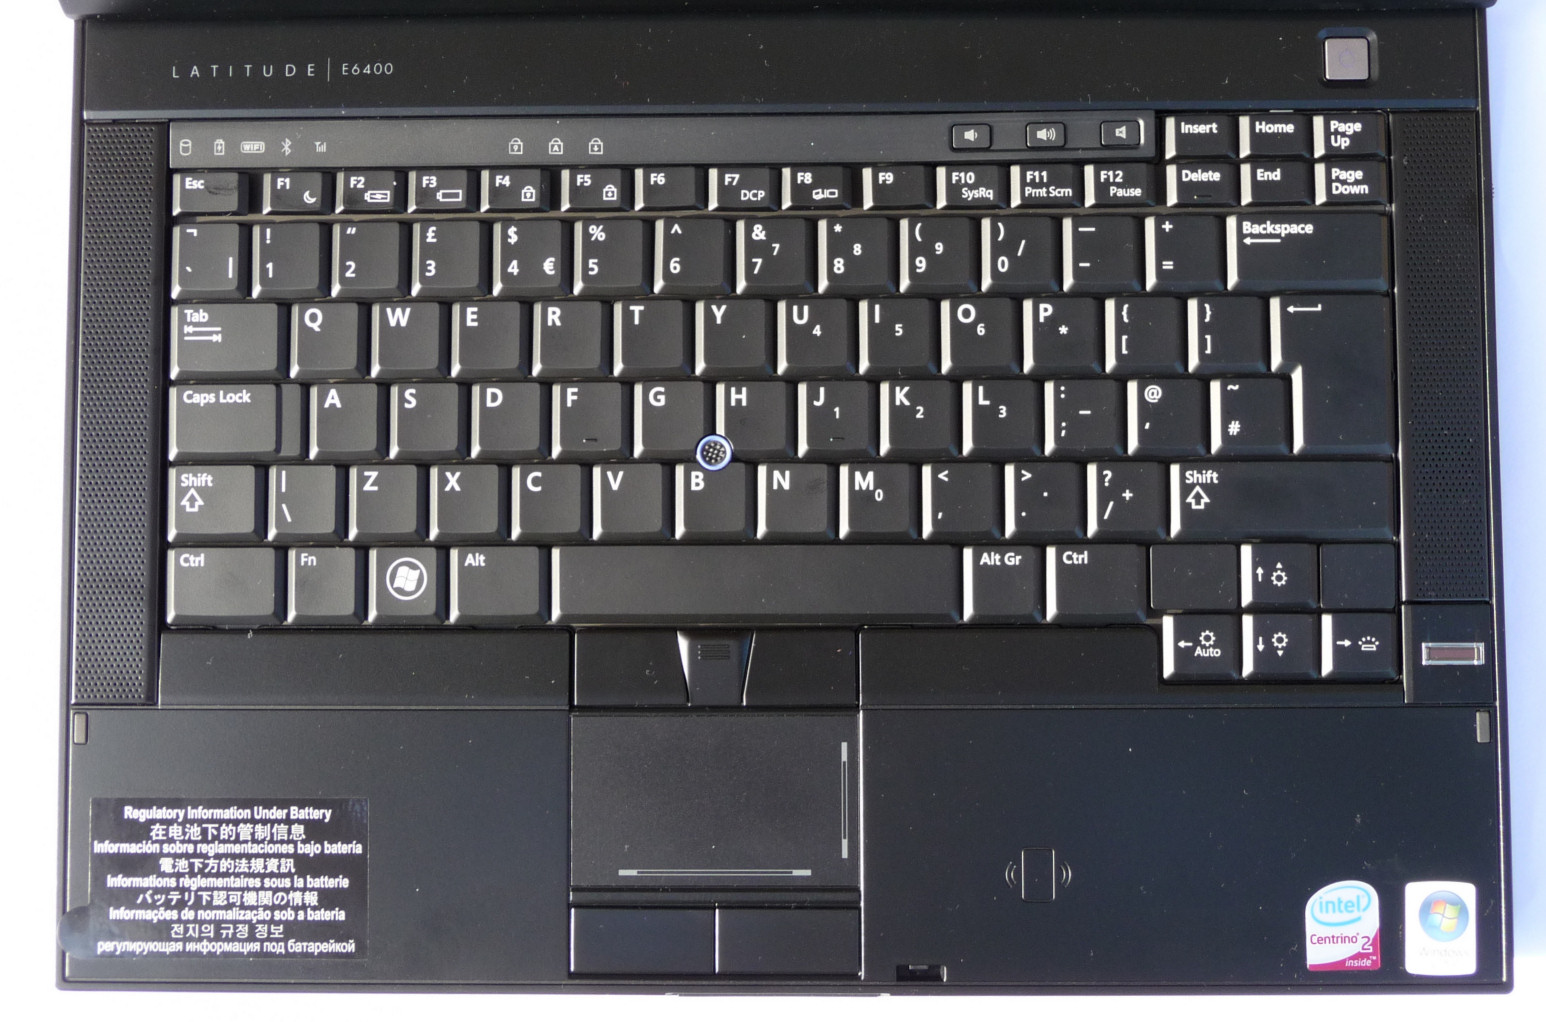 LATITUDE | E6400
WiFi
Insert Home Page Up
Esc F1 F2 F3 F4 F5 F6 F7 DCP F8 F9 F10 SysRq F11 Prnt Scrn F12 Pause Delete End Page Down
¬ ` | ! 1 " 2 £ 3 $ 4 € % 5 ^ 6 & 7 7 * 8 8 ( 9 9 ) 0 / _ - + = Backspace
Tab Q W E R T Y U 4 I 5 O 6 P * { [ } ]
Caps Lock A S D F G H J 1 K 2 L 3 : ; - @ ' ~ #
Shift | \ Z X C V B N M 0 < , > . . ? / + Shift
Ctrl Fn Alt Alt Gr Ctrl
Auto
Regulatory Information Under Battery
在电池下的管制信息
Información sobre reglamentaciones bajo batería
電池下方的法規資訊
Informations règlementaires sous la batterie
バッテリ下認可機関の情報
Informações de normalização sob a bateria
전지의 규정 정보
регулирующая информация под батарейкой
intel
Centrino 2
inside™
Windows